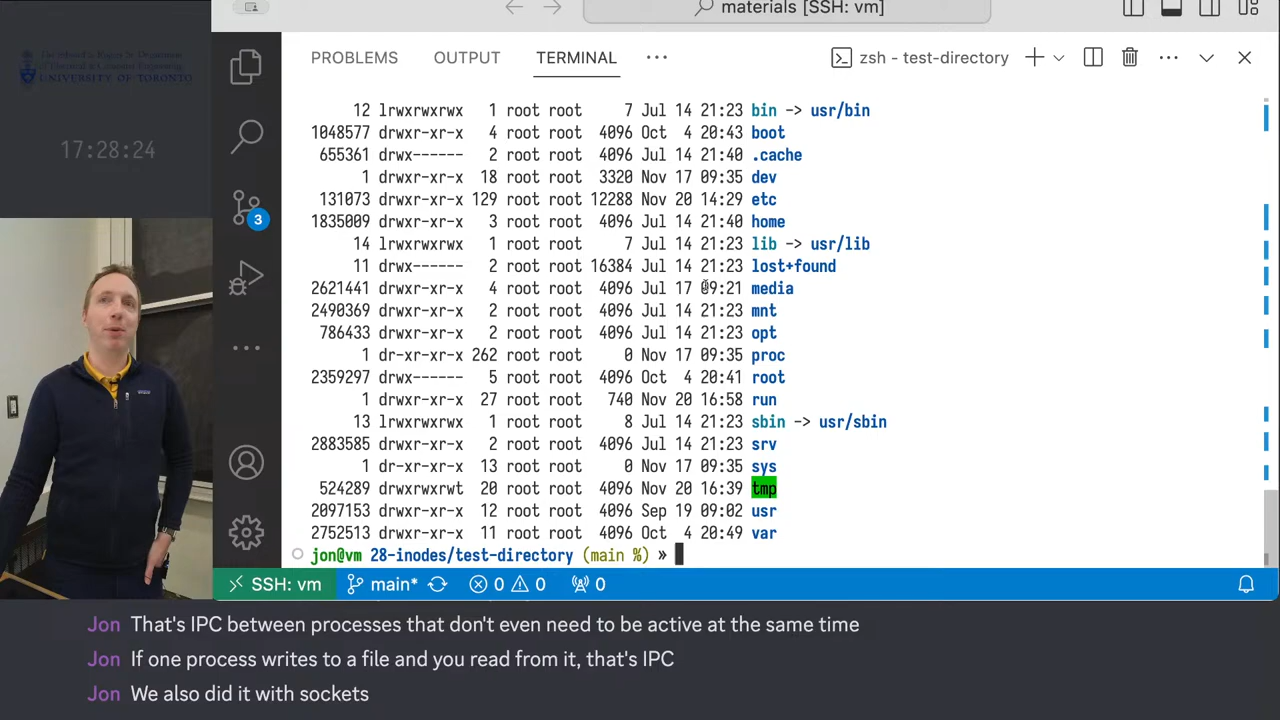 UNIVERSITY OF TORONTO
17:28:24
materials [SSH: vm]
PROBLEMS OUTPUT TERMINAL ··· zsh - test-directory
3
12 lrwxrwxrwx 1 root root 7 Jul 14 21:23 bin -> usr/bin
1048577 drwxr-xr-x 4 root root 4096 Oct 4 20:43 boot
655361 drwx------ 2 root root 4096 Jul 14 21:40 .cache
1 drwxr-xr-x 18 root root 3320 Nov 17 09:35 dev
131073 drwxr-xr-x 129 root root 12288 Nov 20 14:29 etc
1835009 drwxr-xr-x 3 root root 4096 Jul 14 21:40 home
14 lrwxrwxrwx 1 root root 7 Jul 14 21:23 lib -> usr/lib
11 drwx------ 2 root root 16384 Jul 14 21:23 lost+found
2621441 drwxr-xr-x 4 root root 4096 Jul 17 09:21 media
2490369 drwxr-xr-x 2 root root 4096 Jul 14 21:23 mnt
786433 drwxr-xr-x 2 root root 4096 Jul 14 21:23 opt
1 dr-xr-xr-x 262 root root 0 Nov 17 09:35 proc
2359297 drwx------ 5 root root 4096 Oct 4 20:41 root
1 drwxr-xr-x 27 root root 740 Nov 20 16:58 run
13 lrwxrwxrwx 1 root root 8 Jul 14 21:23 sbin -> usr/sbin
2883585 drwxr-xr-x 2 root root 4096 Jul 14 21:23 srv
1 dr-xr-xr-x 13 root root 0 Nov 17 09:35 sys
524289 drwxrwxrwt 20 root root 4096 Nov 20 16:39 tmp
2097153 drwxr-xr-x 12 root root 4096 Sep 19 09:02 usr
2752513 drwxr-xr-x 11 root root 4096 Oct 4 20:49 var
jon@vm 28-inodes/test-directory (main %) »
SSH: vm main* 0 0 0
Jon That's IPC between processes that don't even need to be active at the same time
Jon If one process writes to a file and you read from it, that's IPC
Jon We also did it with sockets